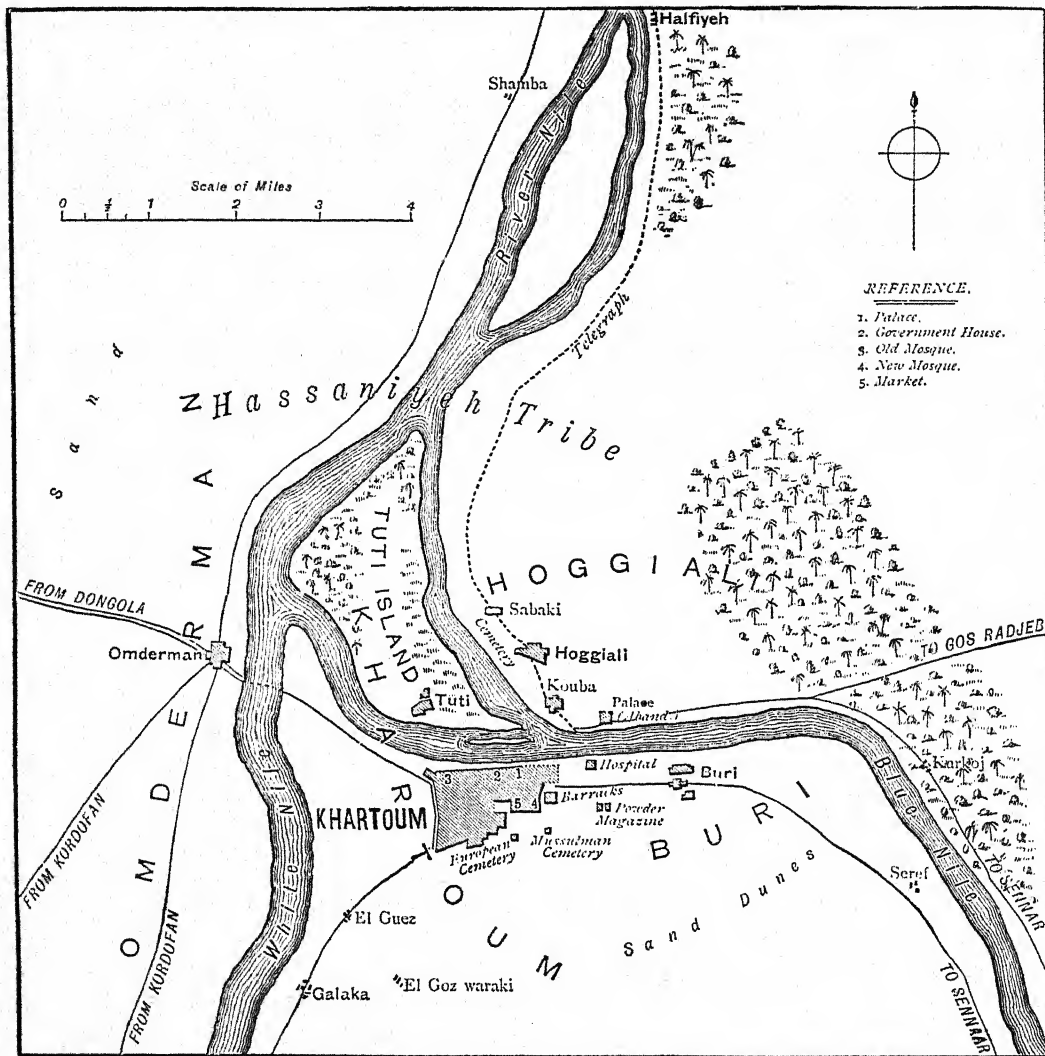 Halfiyeh
Shamba
River Nile
Scale of Miles
0 ½ 1 2 3 4
Telegraph
REFERENCE.
1. Palace.
2. Government House.
3. Old Mosque.
4. New Mosque.
5. Market.
Sand
Hassaniyeh Tribe
OMDERMAN
TUTI ISLAND
HOGGIALI
FROM DONGOLA
Omderman
Sabaki
Cemetery
Hoggiali
Kouba
Tuti
Palace
TO GOS RADJEB
KHARTOUM
3 2 1
5 4
Hospital
Buri
Barracks
Powder
Magazine
KHARTOUM
European
Cemetery
Mussulman
Cemetery
BURI
Karkoj
Blue Nile
White Nile
Sand Dunes
Seref
TO SENNAR
FROM KORDUFAN
FROM KORDUFAN
El Guez
El Goz waraki
Galaka
TO SENNAAR